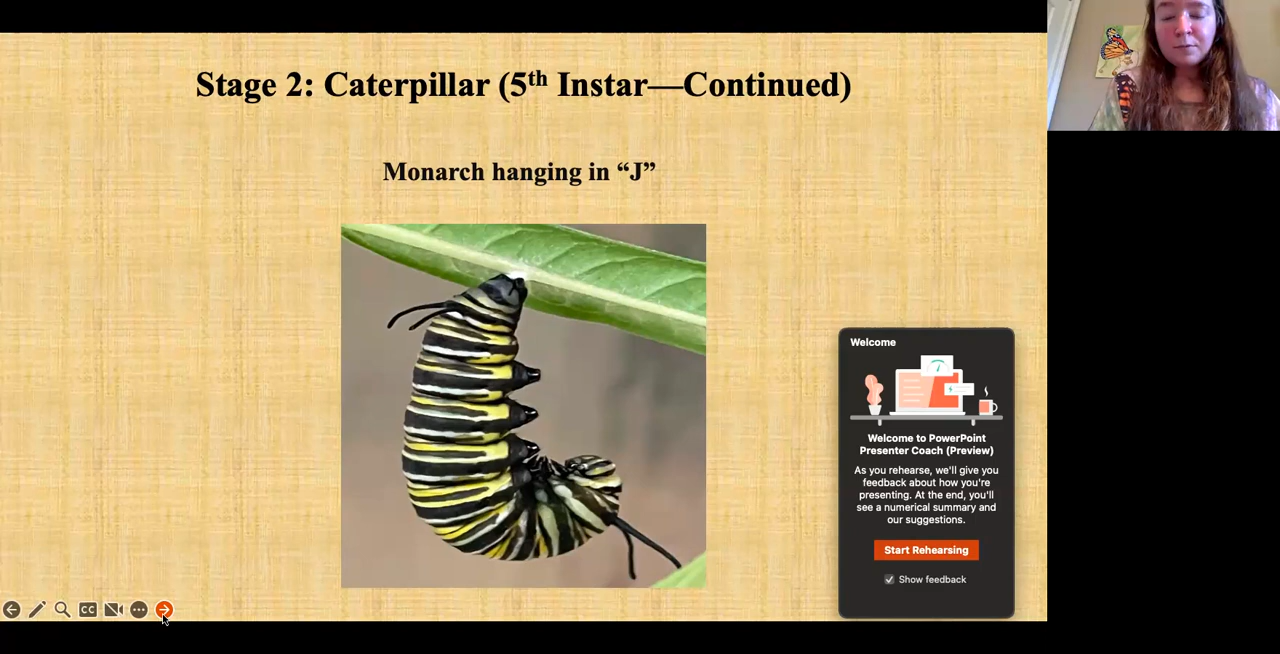 Stage 2: Caterpillar (5th Instar—Continued)
Monarch hanging in “J”
Welcome
Welcome to PowerPoint
Presenter Coach (Preview)
As you rehearse, we'll give you
feedback about how you're
presenting. At the end, you'll
see a numerical summary and
our suggestions.
Start Rehearsing
Show feedback
CC